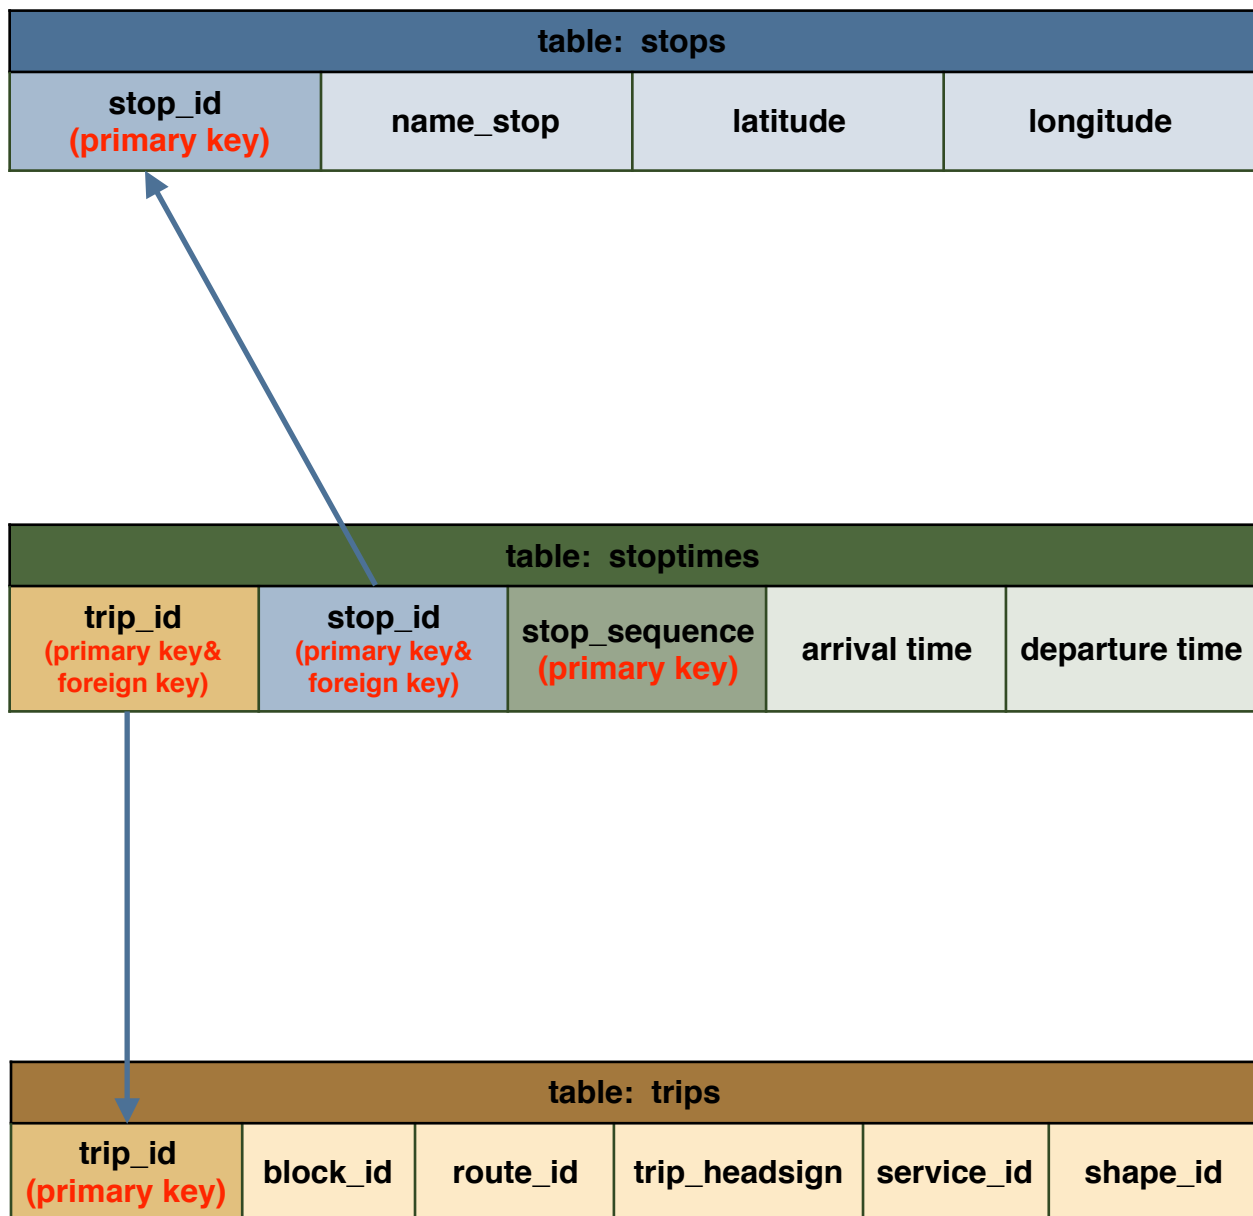 table:  stops
stop_id
(primary key)
name_stop
latitude
longitude
table:  stoptimes
trip_id
(primary key&
foreign key)
stop_id
(primary key&
foreign key)
stop_sequence
(primary key)
arrival time
departure time
table:  trips
trip_id
(primary key)
block_id
route_id
trip_headsign
service_id
shape_id